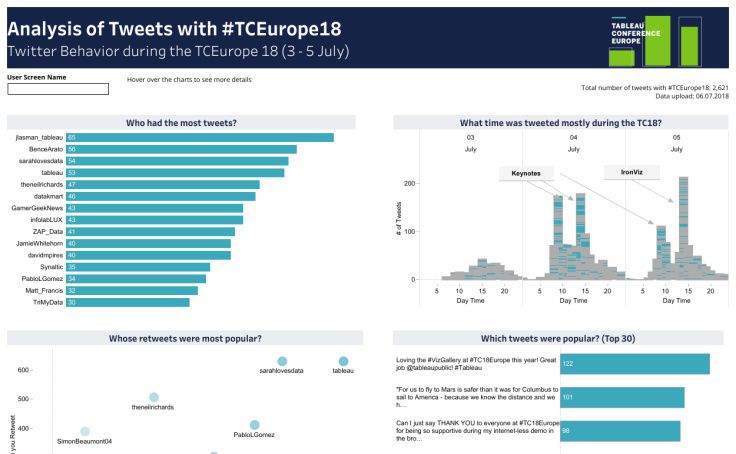 Analysis of Tweets with #TCEurope18
Twitter Behavior during the TCEurope 18 (3 - 5 July)
TABLEAU
CONFERENCE
EUROPE
User Screen Name
Hover over the charts to see more details
Total number of tweets with #TCEurope18: 2,621
Data upload: 06.07.2018
Who had the most tweets?
jlasman_tableau 65
BenceArato 56
sarahlovesdata 54
tableau 53
theneilrichards 47
datakmart 46
GamerGeekNews 43
infolabLUX 43
ZAP_Data 41
JamieWhitehorn 40
davidmpires 40
Synaltic 35
PabloLGomez 34
Matt_Francis 32
TriMyData 30
What time was tweeted mostly during the TC18?
03 04 05
July July July
Keynotes
IronViz
200
100
0
# of Tweets
5 10 15 20 5 10 15 20 5 10 15 20
Day Time Day Time Day Time
Whose retweets were most popular?
600
400
n you Retweet
sarahlovesdata
tableau
theneilrichards
PabloLGomez
SimonBeaumont04
Which tweets were popular? (Top 30)
Loving the #VizGallery at #TC18Europe this year! Great
job @tableaupublic! #Tableau
122
"For us to fly to Mars is safer than it was for Columbus to
sail to America - because we know the distance and we
h…
101
Can I just say THANK YOU to everyone at #TC18Europe
for being so supportive during my internet-less demo in
the bro…
98